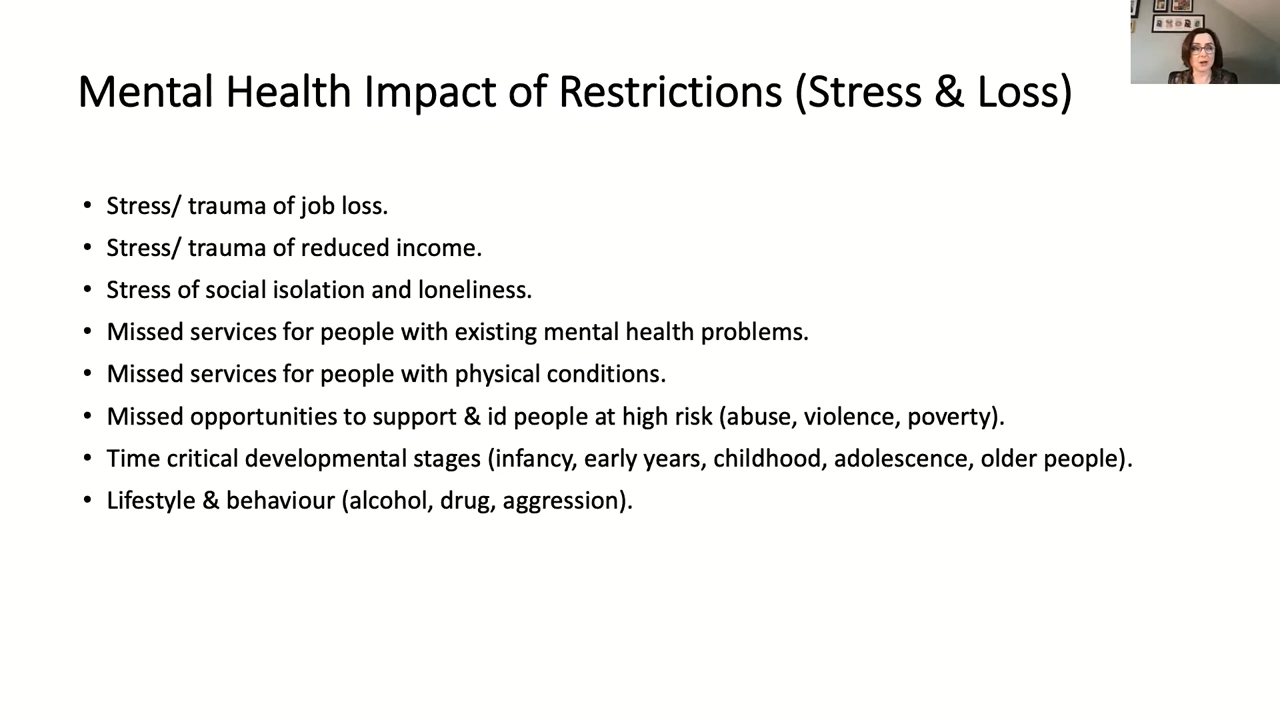 Mental Health Impact of Restrictions (Stress & Loss)
• Stress/ trauma of job loss.
• Stress/ trauma of reduced income.
• Stress of social isolation and loneliness.
• Missed services for people with existing mental health problems.
• Missed services for people with physical conditions.
• Missed opportunities to support & id people at high risk (abuse, violence, poverty).
• Time critical developmental stages (infancy, early years, childhood, adolescence, older people).
• Lifestyle & behaviour (alcohol, drug, aggression).